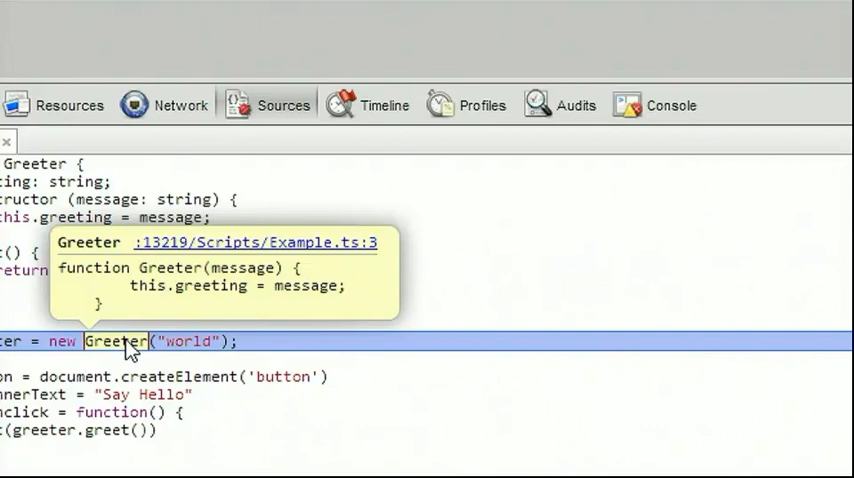 Resources Network Sources Timeline Profiles Audits Console
×
Greeter {
ting: string;
tructor (message: string) {
this.greeting = message;
t() {
return
Greeter :13219/Scripts/Example.ts:3
function Greeter(message) {
this.greeting = message;
}
ter = new Greeter("world");
on = document.createElement('button')
nnerText = "Say Hello"
nclick = function() {
t(greeter.greet())